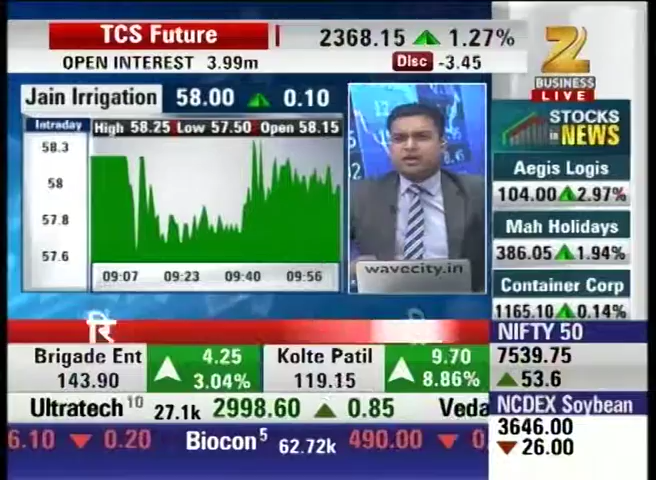 TCS Future
2368.15 1.27%
OPEN INTEREST 3.99m
Disc -3.45
Z
BUSINESS
LIVE
Jain Irrigation 58.00 0.10
Intraday High 58.25 Low 57.50 Open 58.15
58.3
58
57.8
57.6
09:07 09:23 09:40 09:56
wavecity.in
STOCKS
in NEWS
Aegis Logis
104.00 2.97%
Mah Holidays
386.05 1.94%
Container Corp
1165.10 0.14%
रि
Brigade Ent 4.25
143.90 3.04%
Kolte Patil 9.70
119.15 8.86%
NIFTY 50
7539.75
53.6
Ultratech 10 27.1k 2998.60 0.85 Veda
6.10 0.20 Biocon 5 62.72k 490.00 0.
NCDEX Soybean
3646.00
26.00